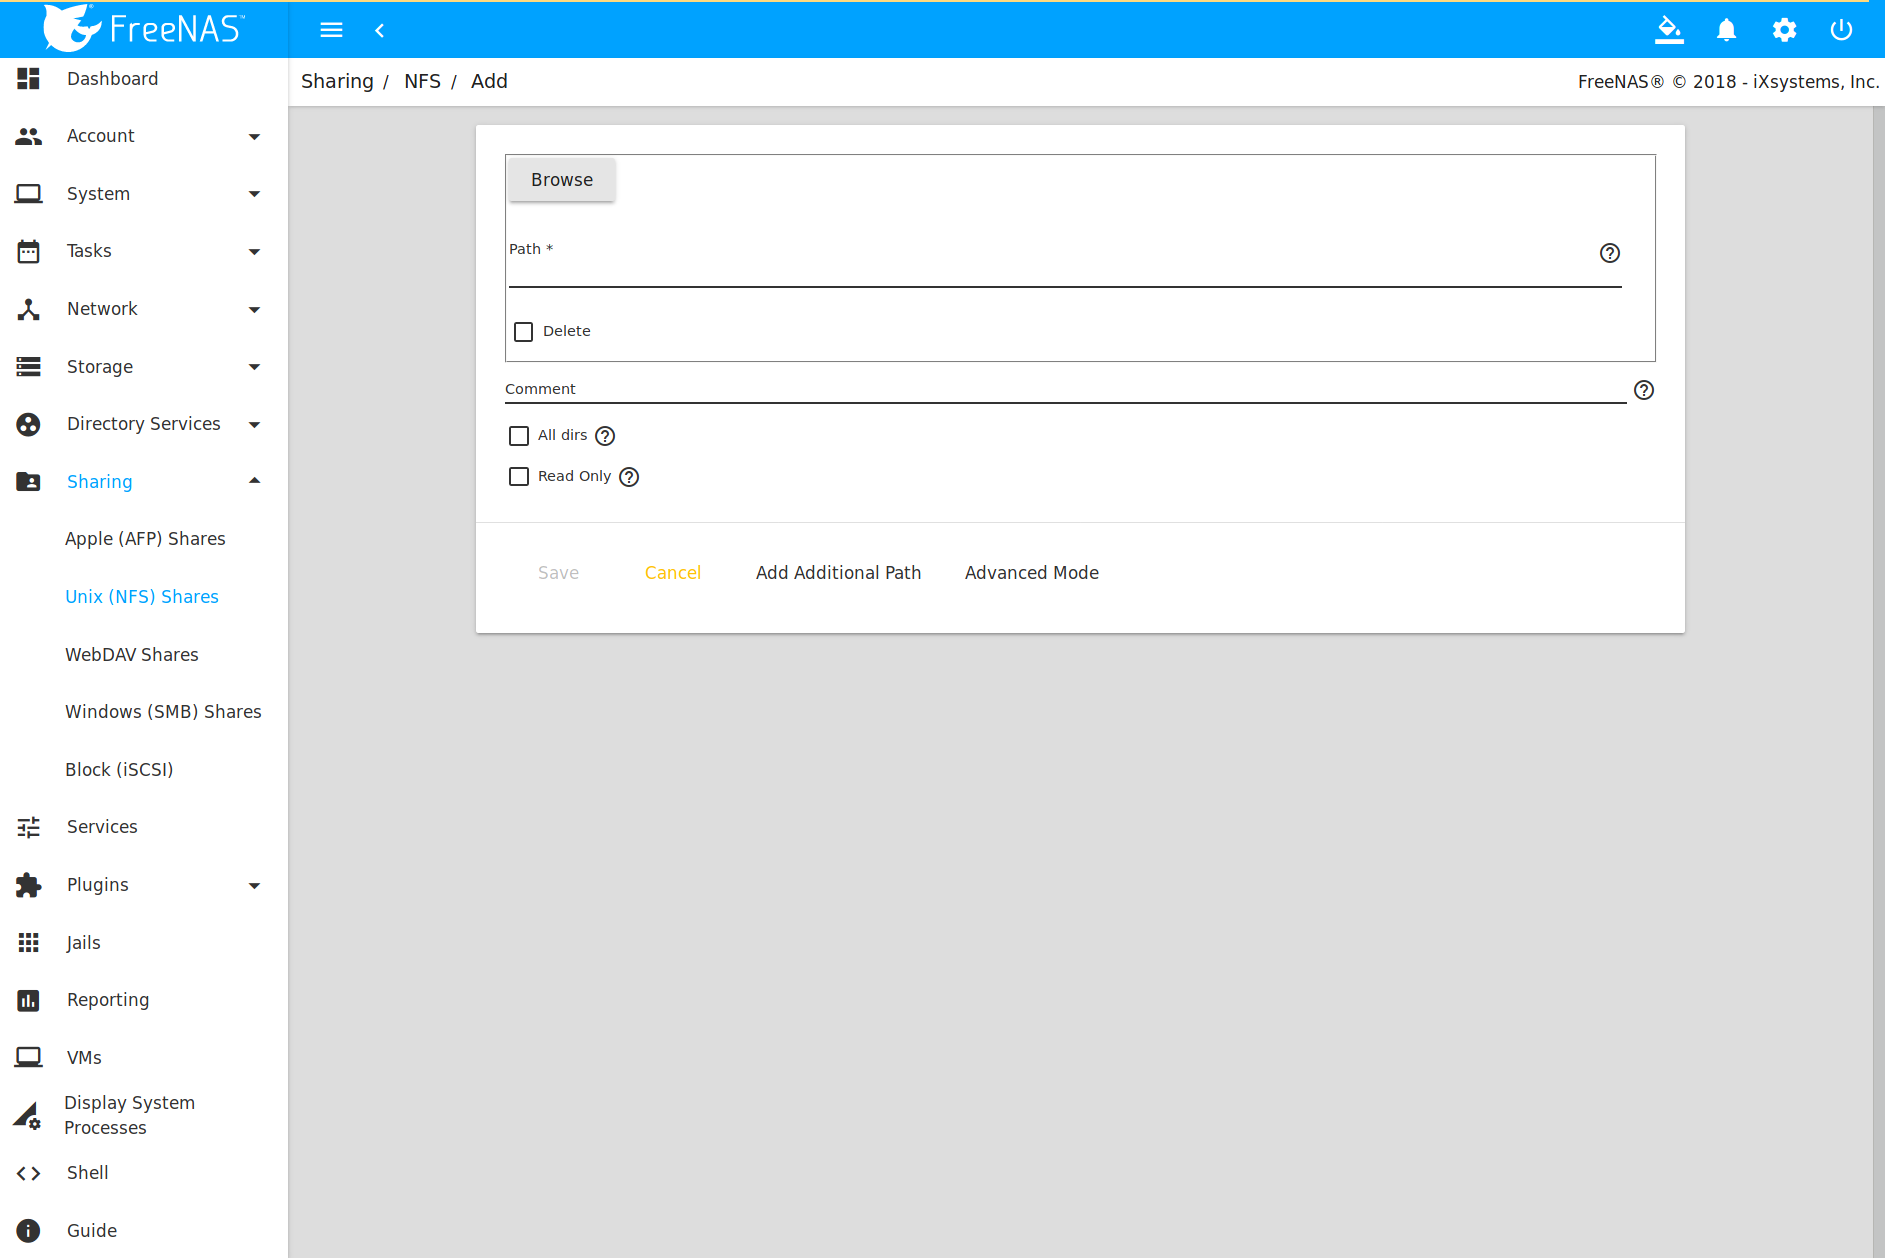 FreeNAS™
Sharing / NFS / Add
FreeNAS® © 2018 - iXsystems, Inc.
Dashboard
Account
System
Tasks
Network
Storage
Directory Services
Sharing
Apple (AFP) Shares
Unix (NFS) Shares
WebDAV Shares
Windows (SMB) Shares
Block (iSCSI)
Services
Plugins
Jails
Reporting
VMs
Display System
Processes
Shell
Guide
Browse
Path *
Delete
Comment
All dirs
Read Only
Save Cancel Add Additional Path Advanced Mode